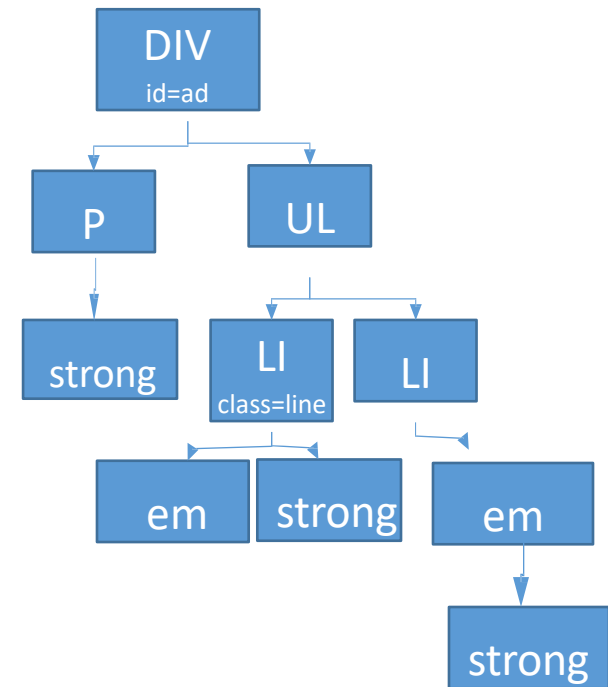 DIV
id=ad
P
UL
strong
LI
class=line
LI
em
strong
em
strong